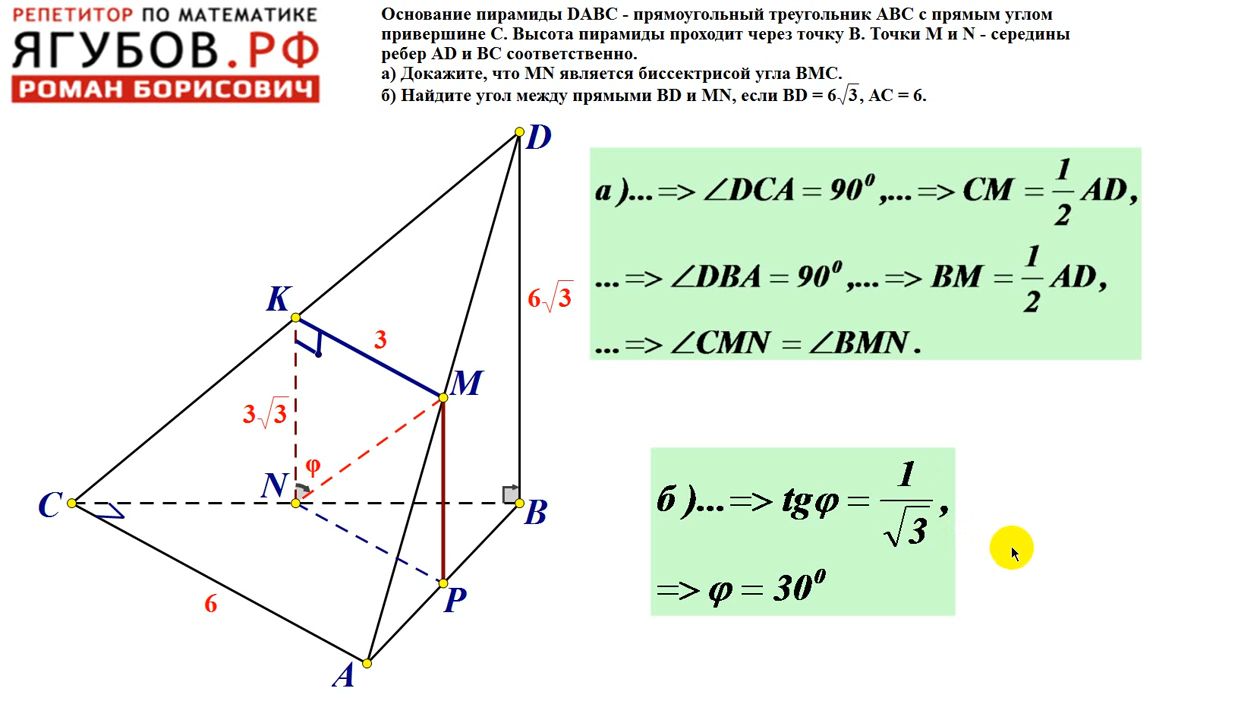 РЕПЕТИТОР ПО МАТЕМАТИКЕ
ЯГУБОВ.РФ
РОМАН БОРИСОВИЧ
Основание пирамиды DABC - прямоугольный треугольник ABC с прямым углом
привершине C. Высота пирамиды проходит через точку B. Точки M и N - середины
ребер AD и BC соответственно.
а) Докажите, что MN является биссектрисой угла BMC.
б) Найдите угол между прямыми BD и MN, если BD = 6√3, AC = 6.
D
K
3
6√3
M
3√3
φ
N
C
B
6
P
A
а)...=> ∠DCA = 90⁰,...=> CM = 1/2 AD,
...=> ∠DBA = 90⁰,...=> BM = 1/2 AD,
...=> ∠CMN = ∠BMN.
б)...=> tgφ = 1/√3,
=> φ = 30⁰